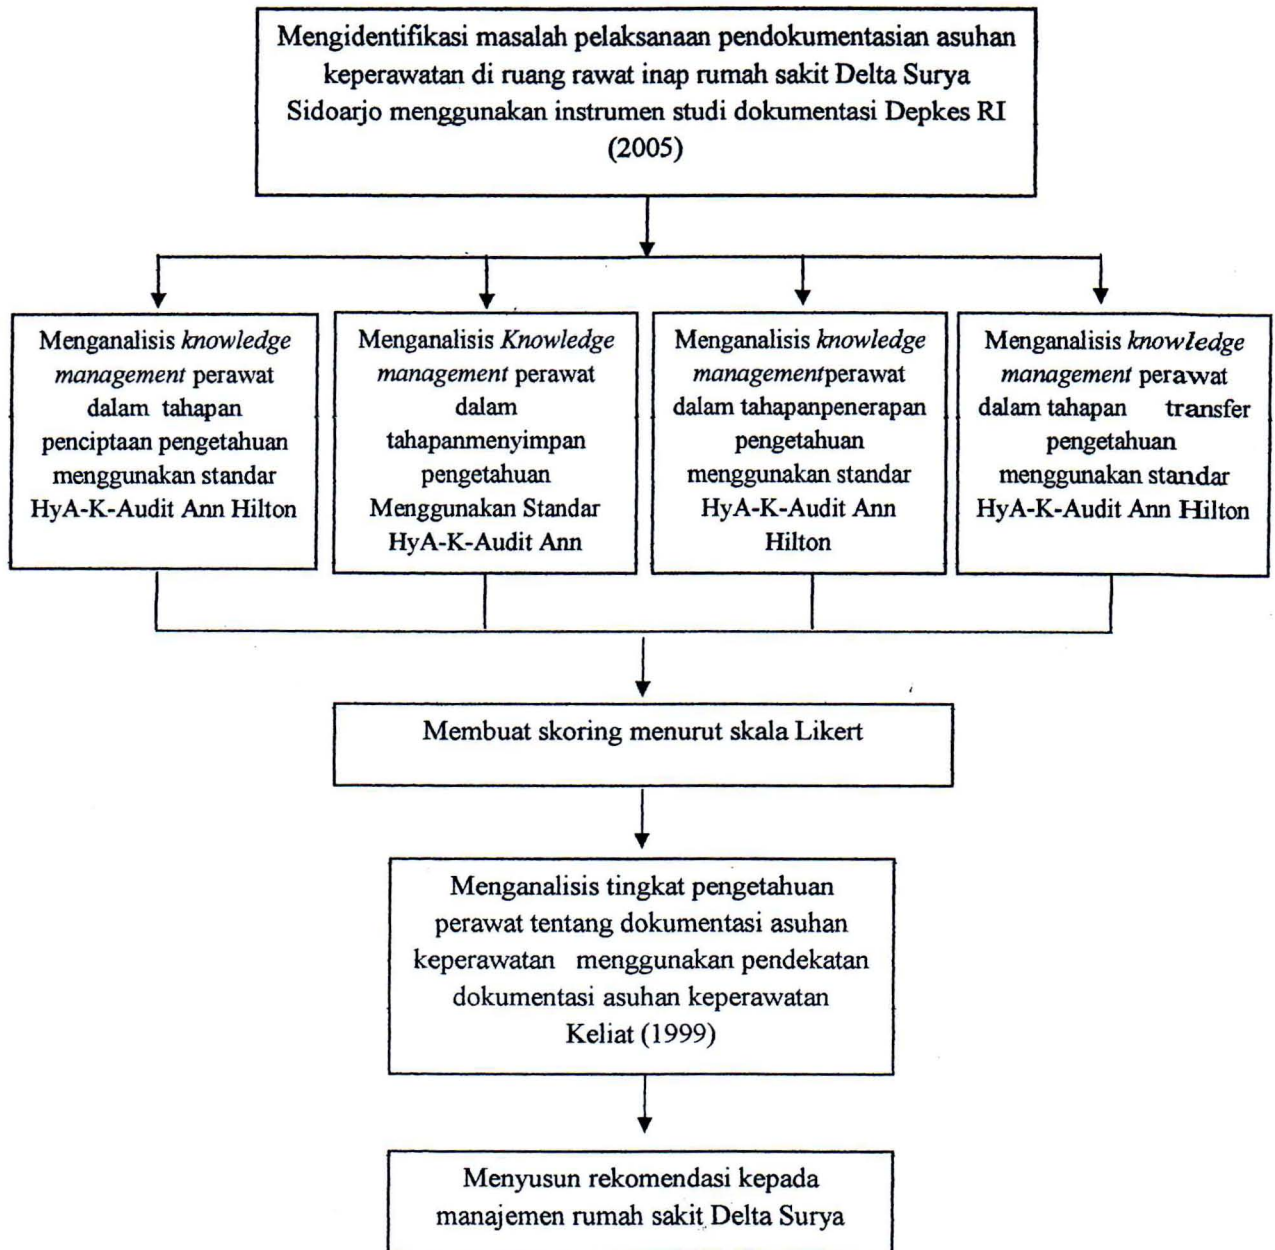 Mengidentifikasi masalah pelaksanaan pendokumentasian asuhan
keperawatan di ruang rawat inap rumah sakit Delta Surya
Sidoarjo menggunakan instrumen studi dokumentasi Depkes RI
(2005)
Menganalisis knowledge
management perawat
dalam tahapan
penciptaan pengetahuan
menggunakan standar
HyA-K-Audit Ann Hilton
Menganalisis Knowledge
management perawat
dalam
tahapanmenyimpan
pengetahuan
Menggunakan Standar
HyA-K-Audit Ann
Menganalisis knowledge
managementperawat
dalam tahapanpenerapan
pengetahuan
menggunakan standar
HyA-K-Audit Ann
Hilton
Menganalisis knowledge
management perawat
dalam tahapan transfer
pengetahuan
menggunakan standar
HyA-K-Audit Ann Hilton
Membuat skoring menurut skala Likert
Menganalisis tingkat pengetahuan
perawat tentang dokumentasi asuhan
keperawatan menggunakan pendekatan
dokumentasi asuhan keperawatan
Keliat (1999)
Menyusun rekomendasi kepada
manajemen rumah sakit Delta Surya